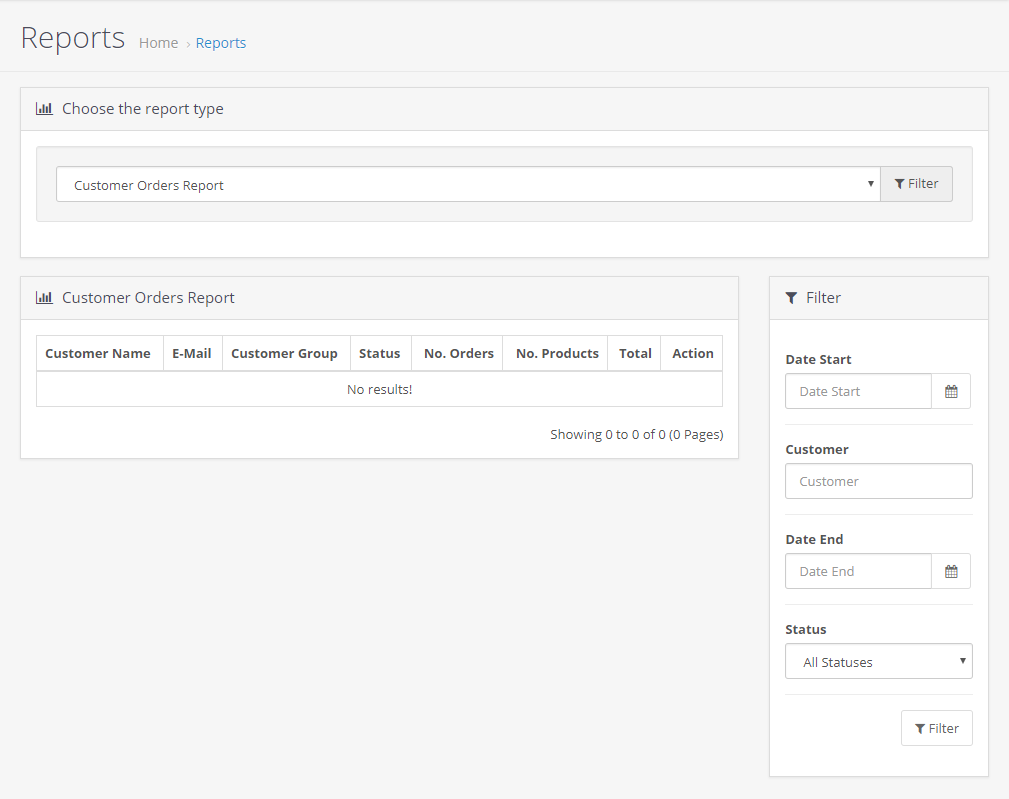 Reports Home › Reports
Choose the report type
Customer Orders Report Filter
Customer Orders Report
Customer Name E-Mail Customer Group Status No. Orders No. Products Total Action
No results!
Showing 0 to 0 of 0 (0 Pages)
Filter
Date Start
Date Start
Customer
Customer
Date End
Date End
Status
All Statuses
Filter